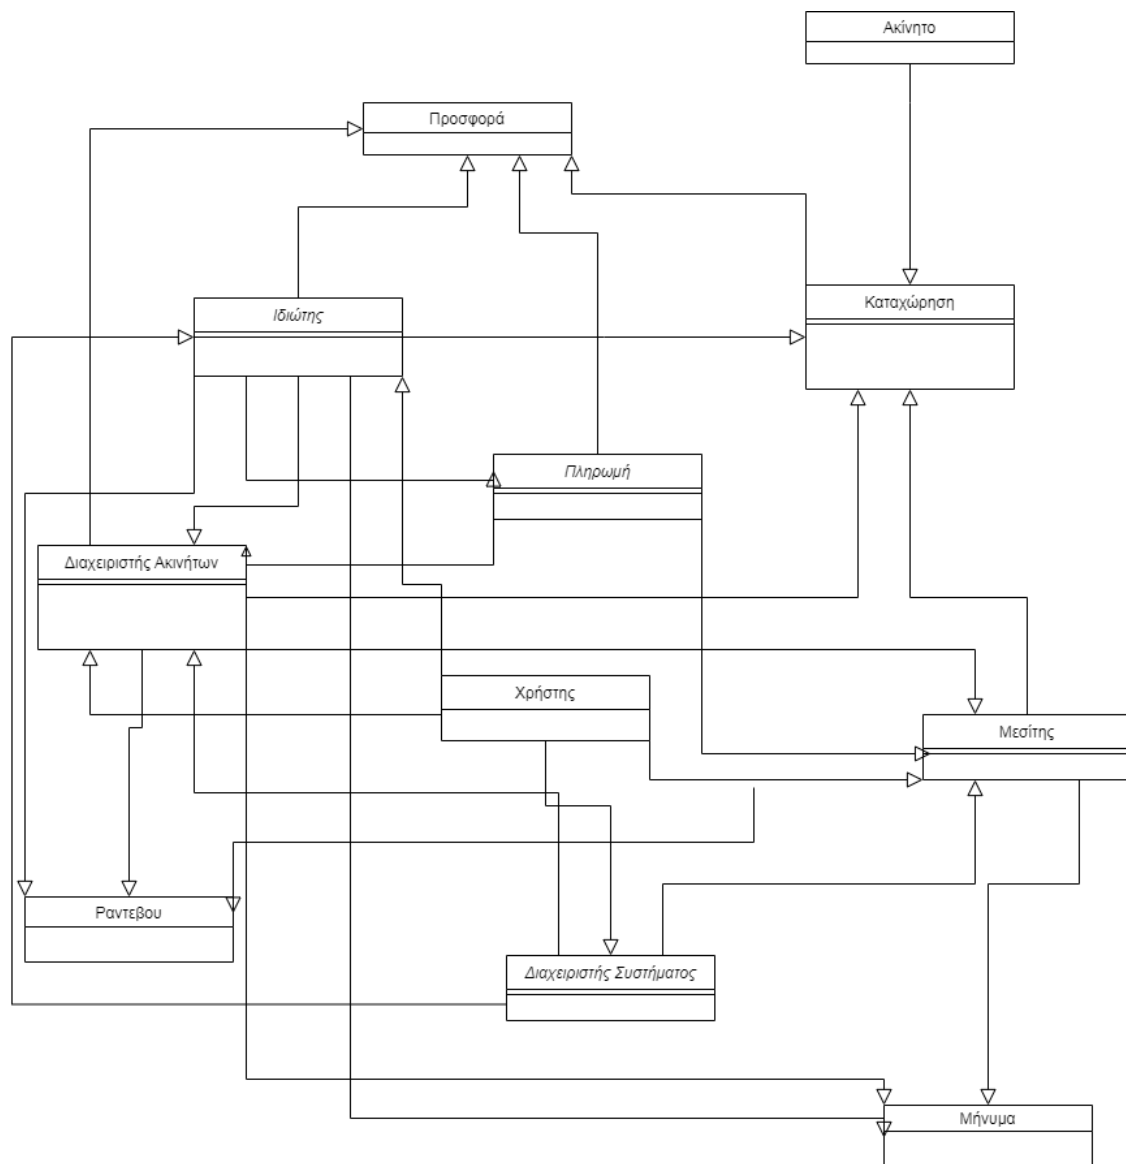 Ακίνητο
Προσφορά
Καταχώρηση
Ιδιώτης
Πληρωμή
Διαχειριστής Ακινήτων
Χρήστης
Μεσίτης
Ραντεβου
Διαχειριστής Συστήματος
Μήνυμα